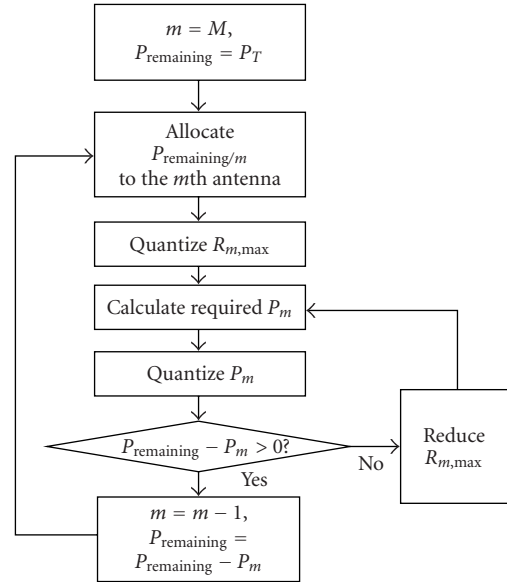 m = M,
P_remaining = P_T
Allocate
P_remaining/m
to the mth antenna
Quantize R_m,max
Calculate required P_m
Quantize P_m
P_remaining − P_m > 0?
No
Reduce
R_m,max
Yes
m = m − 1,
P_remaining =
P_remaining − P_m